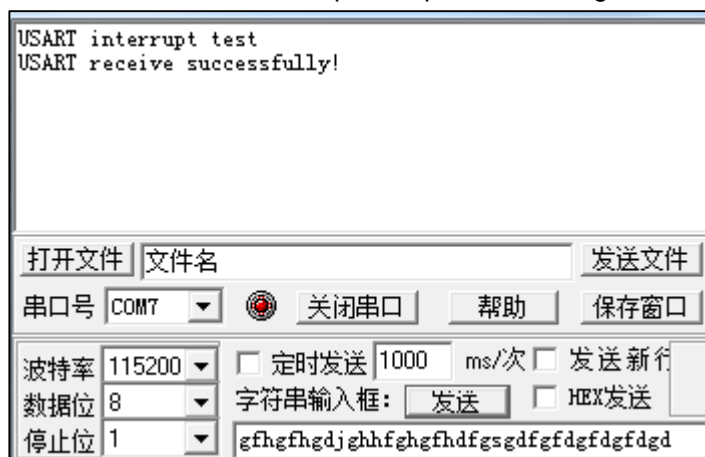 USART interrupt test
USART receive successfully!
打开文件 文件名 发送文件
串口号 COM7 关闭串口 帮助 保存窗口
波特率 115200 定时发送 1000 ms/次 发送新行
数据位 8 字符串输入框: 发送 HEX发送
停止位 1 gfhgfhgdjghhfghgfhdfgsgdfgfdgfdgfdgd